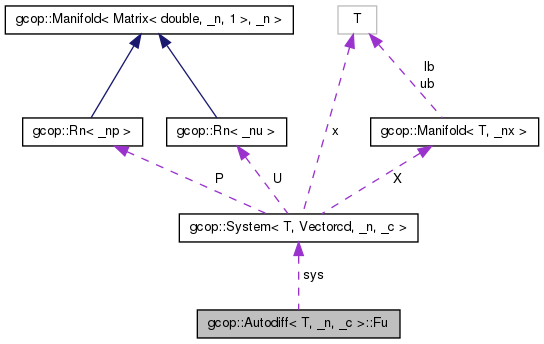 gcop::Manifold< Matrix< double, _n, 1 >, _n >
T
lb
ub
gcop::Rn< _np >
gcop::Rn< _nu >
x
gcop::Manifold< T, _nx >
P
U
X
gcop::System< T, Vectorcd, _n, _c >
sys
gcop::Autodiff< T, _n, _c >::Fu